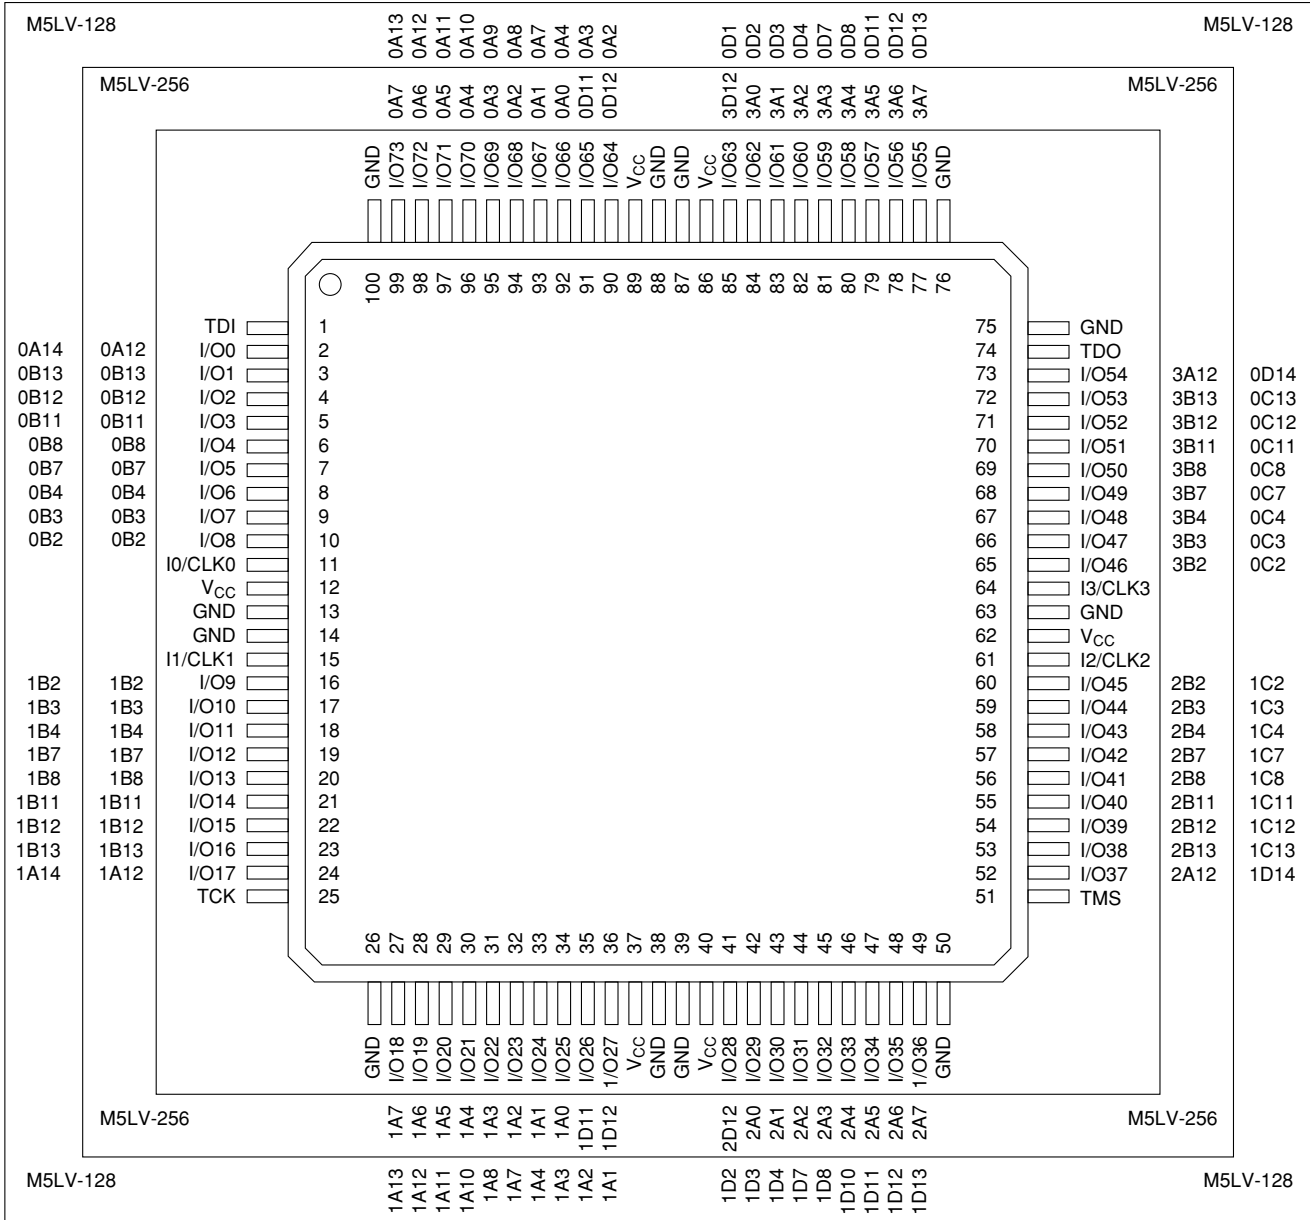 M5LV-128 0A13 0A12 0A11 0A10 0A9 0A8 0A7 0A4 0A3 0A2 0D1 0D2 0D3 0D4 0D7 0D8 0D11 0D12 0D13 M5LV-128
M5LV-256 0A7 0A6 0A5 0A4 0A3 0A2 0A1 0A0 0D11 0D12 3D12 3A0 3A1 3A2 3A3 3A4 3A5 3A6 3A7 M5LV-256
GND I/O73 I/O72 I/O71 I/O70 I/O69 I/O68 I/O67 I/O66 I/O65 I/O64 VCC GND GND VCC I/O63 I/O62 I/O61 I/O60 I/O59 I/O58 I/O57 I/O56 I/O55 GND
100 99 98 97 96 95 94 93 92 91 90 89 88 87 86 85 84 83 82 81 80 79 78 77 76
TDI 1 75 GND
0A14 0A12 I/O0 2 74 TDO
0B13 0B13 I/O1 3 73 I/O54 3A12 0D14
0B12 0B12 I/O2 4 72 I/O53 3B13 0C13
0B11 0B11 I/O3 5 71 I/O52 3B12 0C12
0B8 0B8 I/O4 6 70 I/O51 3B11 0C11
0B7 0B7 I/O5 7 69 I/O50 3B8 0C8
0B4 0B4 I/O6 8 68 I/O49 3B7 0C7
0B3 0B3 I/O7 9 67 I/O48 3B4 0C4
0B2 0B2 I/O8 10 66 I/O47 3B3 0C3
I0/CLK0 11 65 I/O46 3B2 0C2
VCC 12 64 I3/CLK3
GND 13 63 GND
GND 14 62 VCC
I1/CLK1 15 61 I2/CLK2
1B2 1B2 I/O9 16 60 I/O45 2B2 1C2
1B3 1B3 I/O10 17 59 I/O44 2B3 1C3
1B4 1B4 I/O11 18 58 I/O43 2B4 1C4
1B7 1B7 I/O12 19 57 I/O42 2B7 1C7
1B8 1B8 I/O13 20 56 I/O41 2B8 1C8
1B11 1B11 I/O14 21 55 I/O40 2B11 1C11
1B12 1B12 I/O15 22 54 I/O39 2B12 1C12
1B13 1B13 I/O16 23 53 I/O38 2B13 1C13
1A14 1A12 I/O17 24 52 I/O37 2A12 1D14
TCK 25 51 TMS
26 27 28 29 30 31 32 33 34 35 36 37 38 39 40 41 42 43 44 45 46 47 48 49 50
GND I/O18 I/O19 I/O20 I/O21 I/O22 I/O23 I/O24 I/O25 I/O26 1/O27 VCC GND GND VCC I/O28 I/O29 I/O30 I/O31 I/O32 I/O33 I/O34 I/O35 1/O36 GND
M5LV-256 1A7 1A6 1A5 1A4 1A3 1A2 1A1 1A0 1D11 1D12 2D12 2A0 2A1 2A2 2A3 2A4 2A5 2A6 2A7 M5LV-256
M5LV-128 1A13 1A12 1A11 1A10 1A8 1A7 1A4 1A3 1A2 1A1 1D2 1D3 1D4 1D7 1D8 1D10 1D11 1D12 1D13 M5LV-128